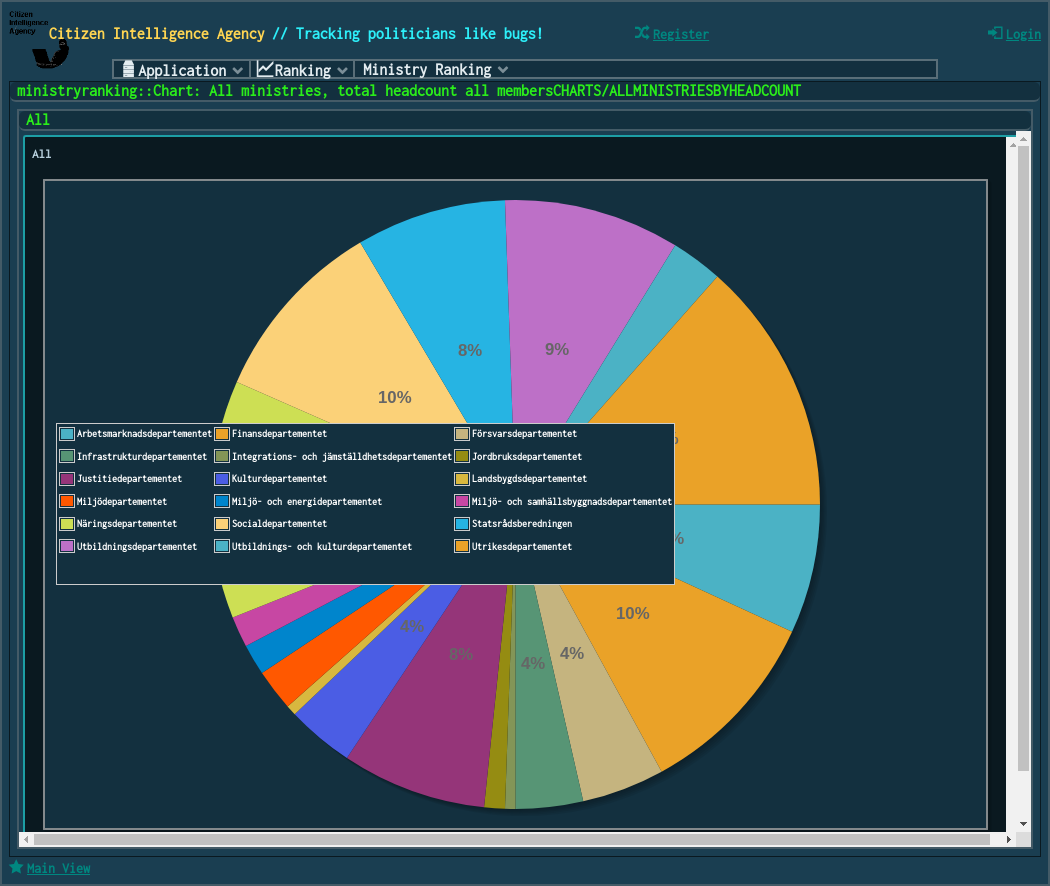 Citizen
Intelligence
Agency
Citizen Intelligence Agency // Tracking politicians like bugs!
Register
Login
Application
Ranking
Ministry Ranking
ministryranking::Chart: All ministries, total headcount all membersCHARTS/ALLMINISTRIESBYHEADCOUNT
All
All
8%
9%
10%
%
Arbetsmarknadsdepartementet Finansdepartementet Försvarsdepartementet
Infrastrukturdepartementet Integrations- och jämställdhetsdepartementet Jordbruksdepartementet
Justitiedepartementet Kulturdepartementet Landsbygdsdepartementet
Miljödepartementet Miljö- och energidepartementet Miljö- och samhällsbyggnadsdepartementet
Näringsdepartementet Socialdepartementet Statsrådsberedningen
Utbildningsdepartementet Utbildnings- och kulturdepartementet Utrikesdepartementet
%
10%
4%
8%
4%
4%
Main View